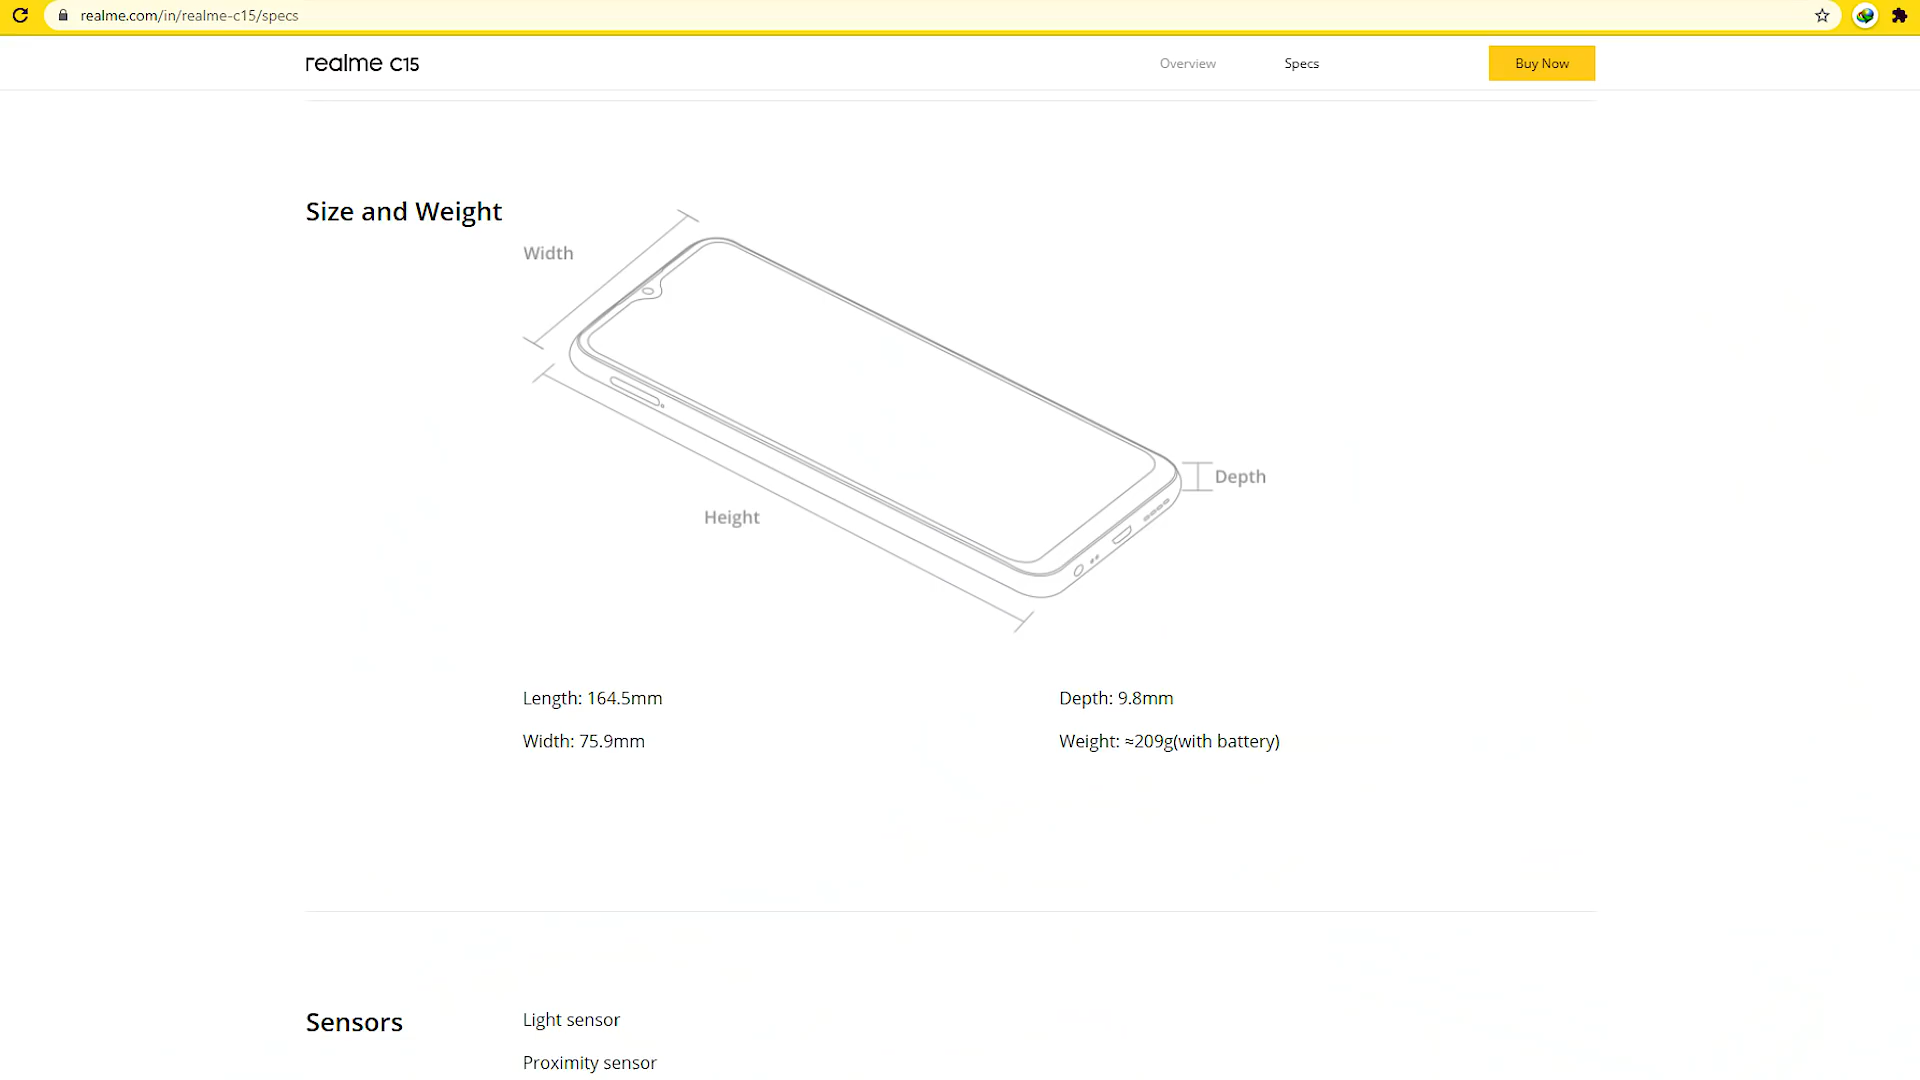 realme.com/in/realme-c15/specs
realme C15
Overview
Specs
Buy Now
Size and Weight
Width
Depth
Height
Length: 164.5mm
Depth: 9.8mm
Width: 75.9mm
Weight: ≈209g(with battery)
Sensors
Light sensor
Proximity sensor